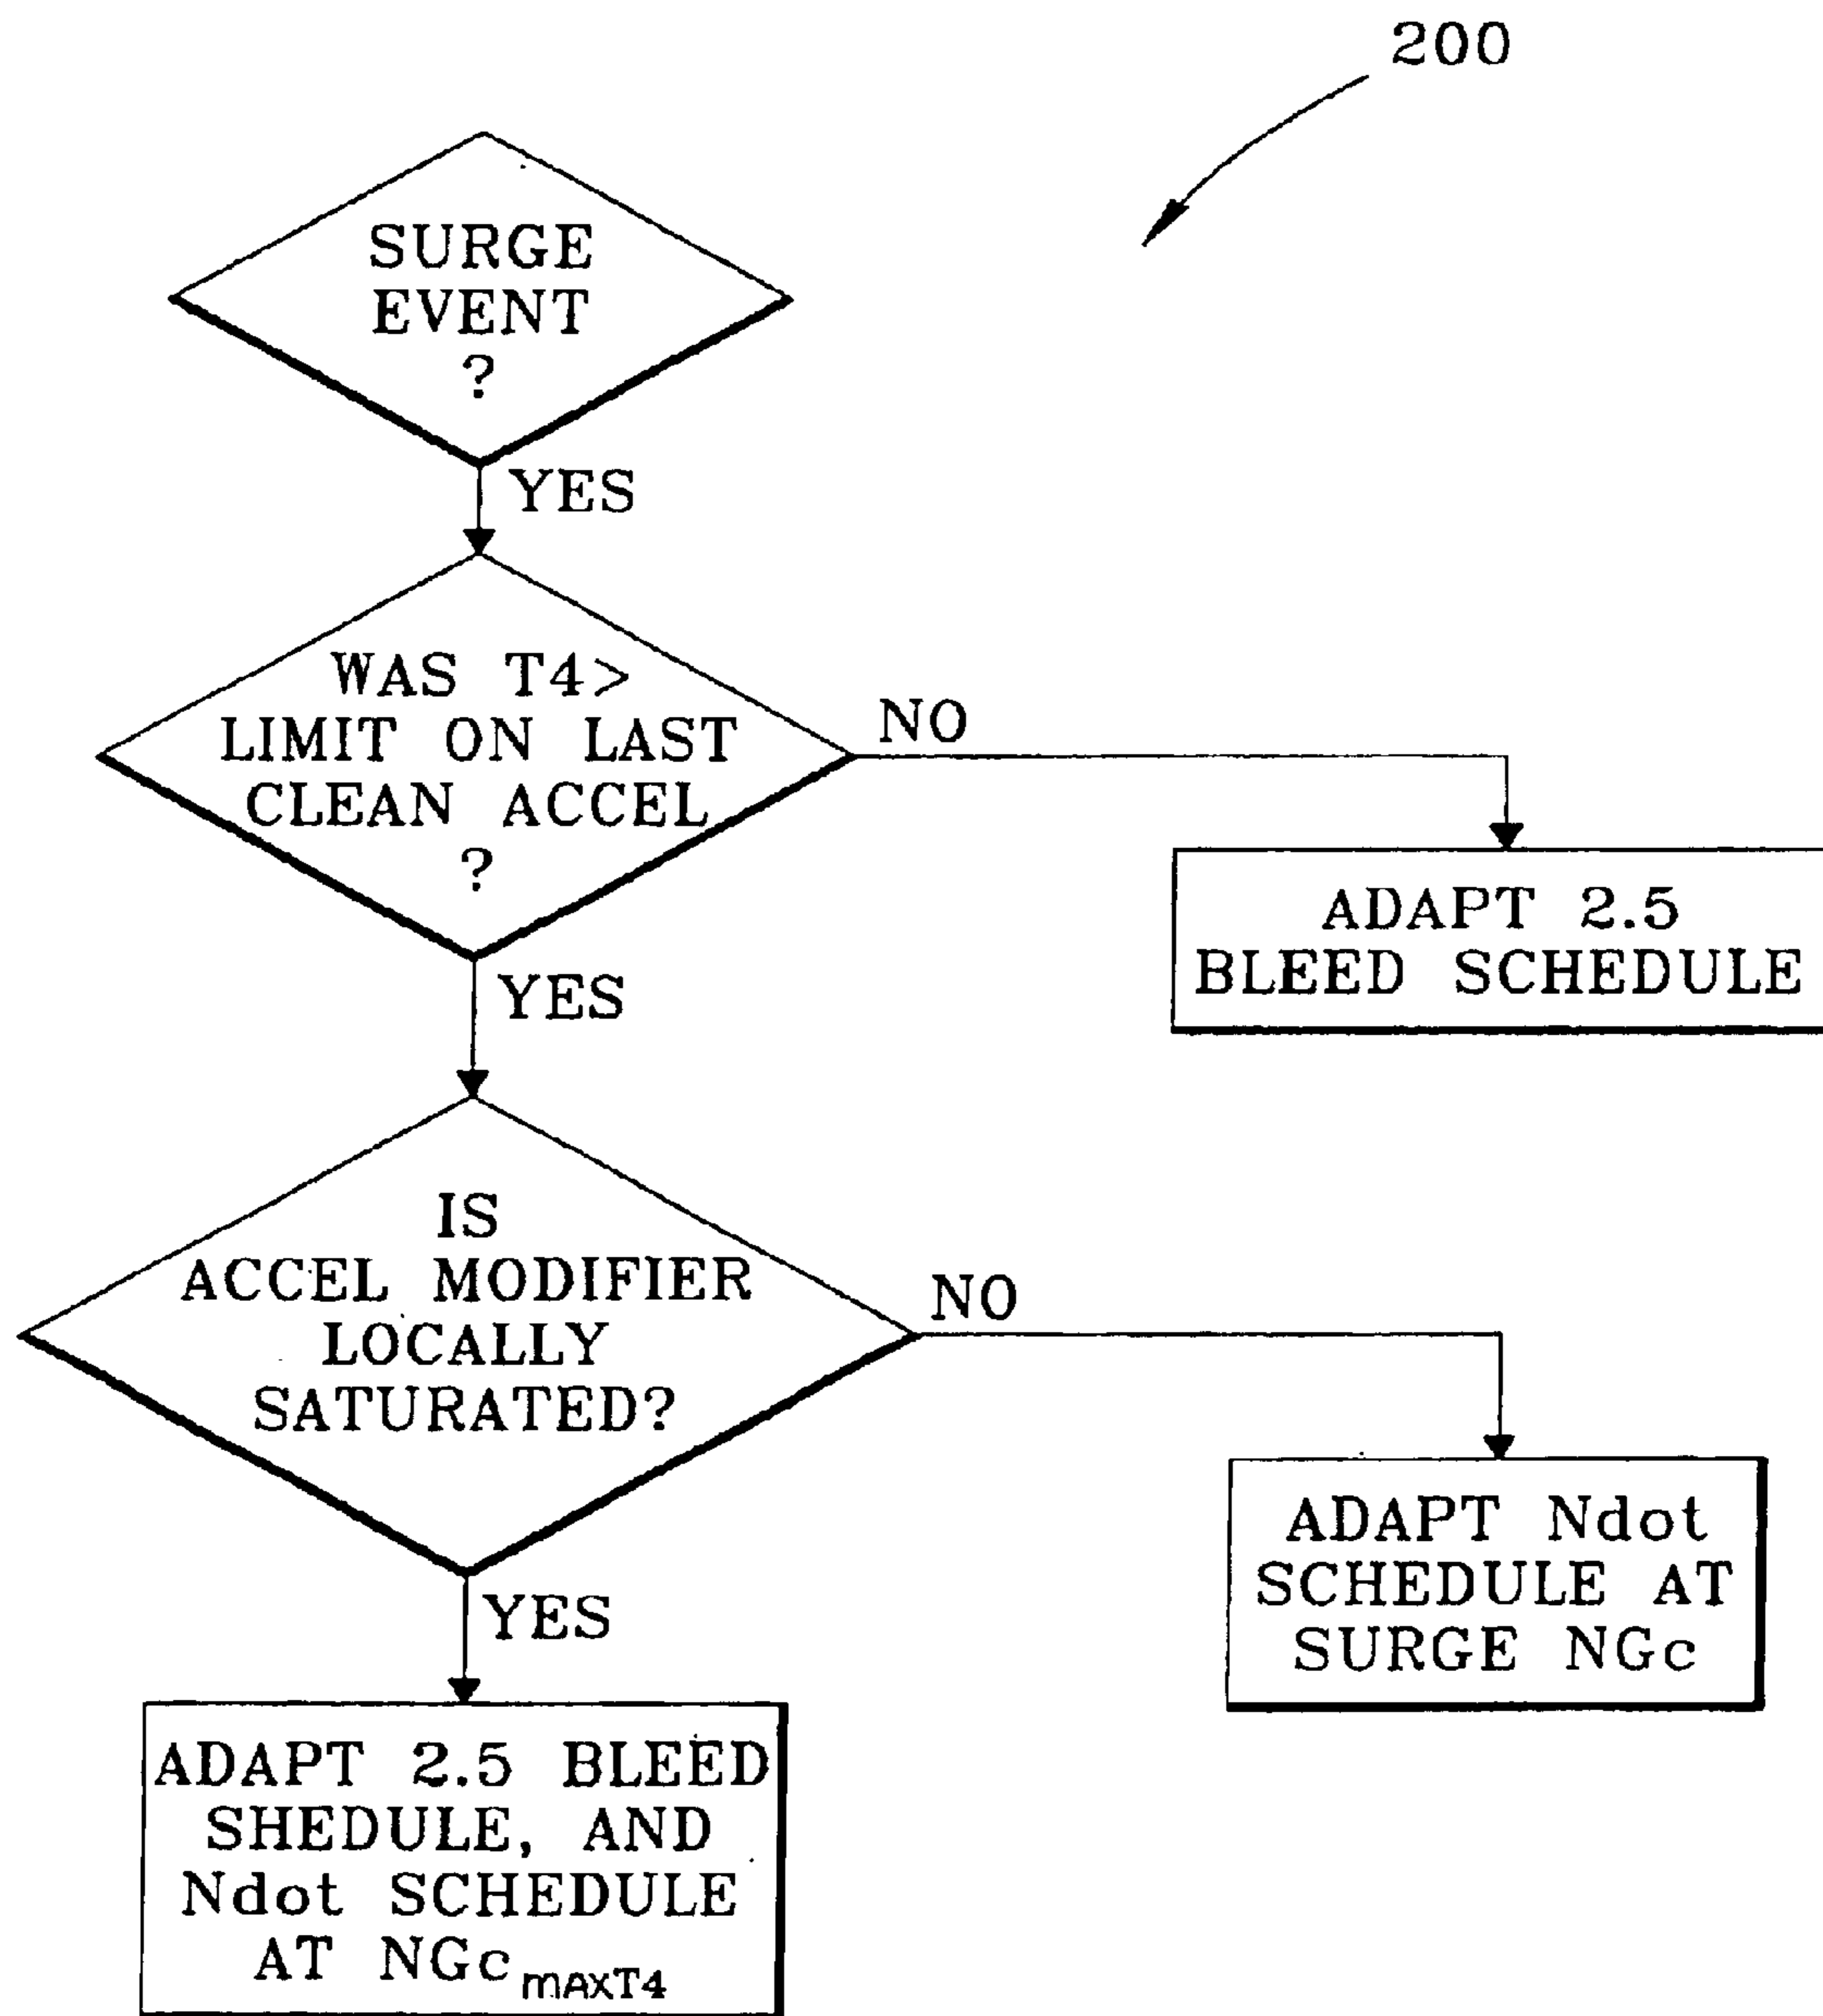 200
SURGE
EVENT
?
YES
WAS T4>
LIMIT ON LAST
CLEAN ACCEL
?
NO
ADAPT 2.5
BLEED SCHEDULE
YES
IS
ACCEL MODIFIER
LOCALLY
SATURATED?
NO
ADAPT Ndot
SCHEDULE AT
SURGE NGc
YES
ADAPT 2.5 BLEED
SHEDULE, AND
Ndot SCHEDULE
AT NGc maxT4